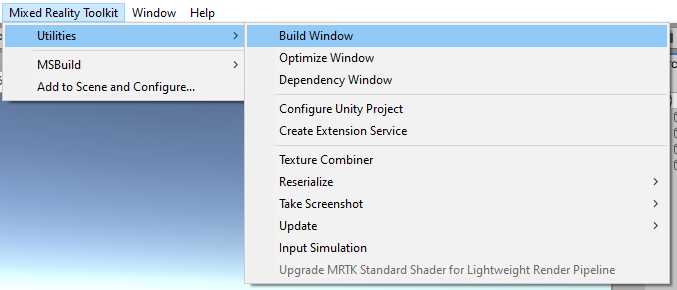 Mixed Reality Toolkit Window Help
Utilities
MSBuild
Add to Scene and Configure...
Build Window
Optimize Window
Dependency Window
Configure Unity Project
Create Extension Service
Texture Combiner
Reserialize
Take Screenshot
Update
Input Simulation
Upgrade MRTK Standard Shader for Lightweight Render Pipeline